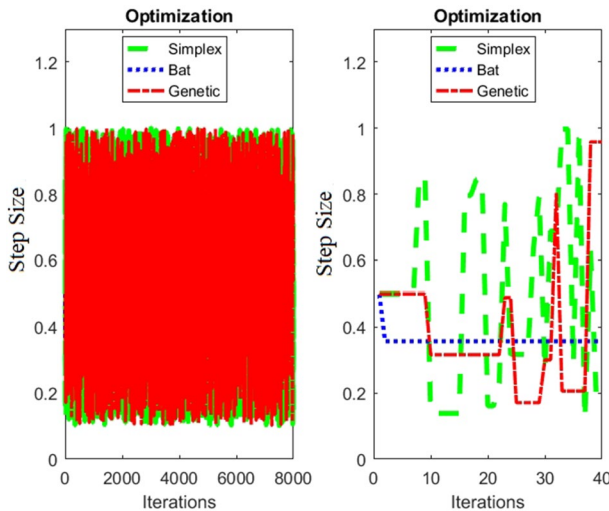 Optimization
Simplex
Bat
Genetic
1.2
1
0.8
0.6
0.4
0.2
0
Step Size
0 2000 4000 6000 8000
Iterations
Optimization
Simplex
Bat
Genetic
1.2
1
0.8
0.6
0.4
0.2
0
Step Size
0 10 20 30 40
Iterations